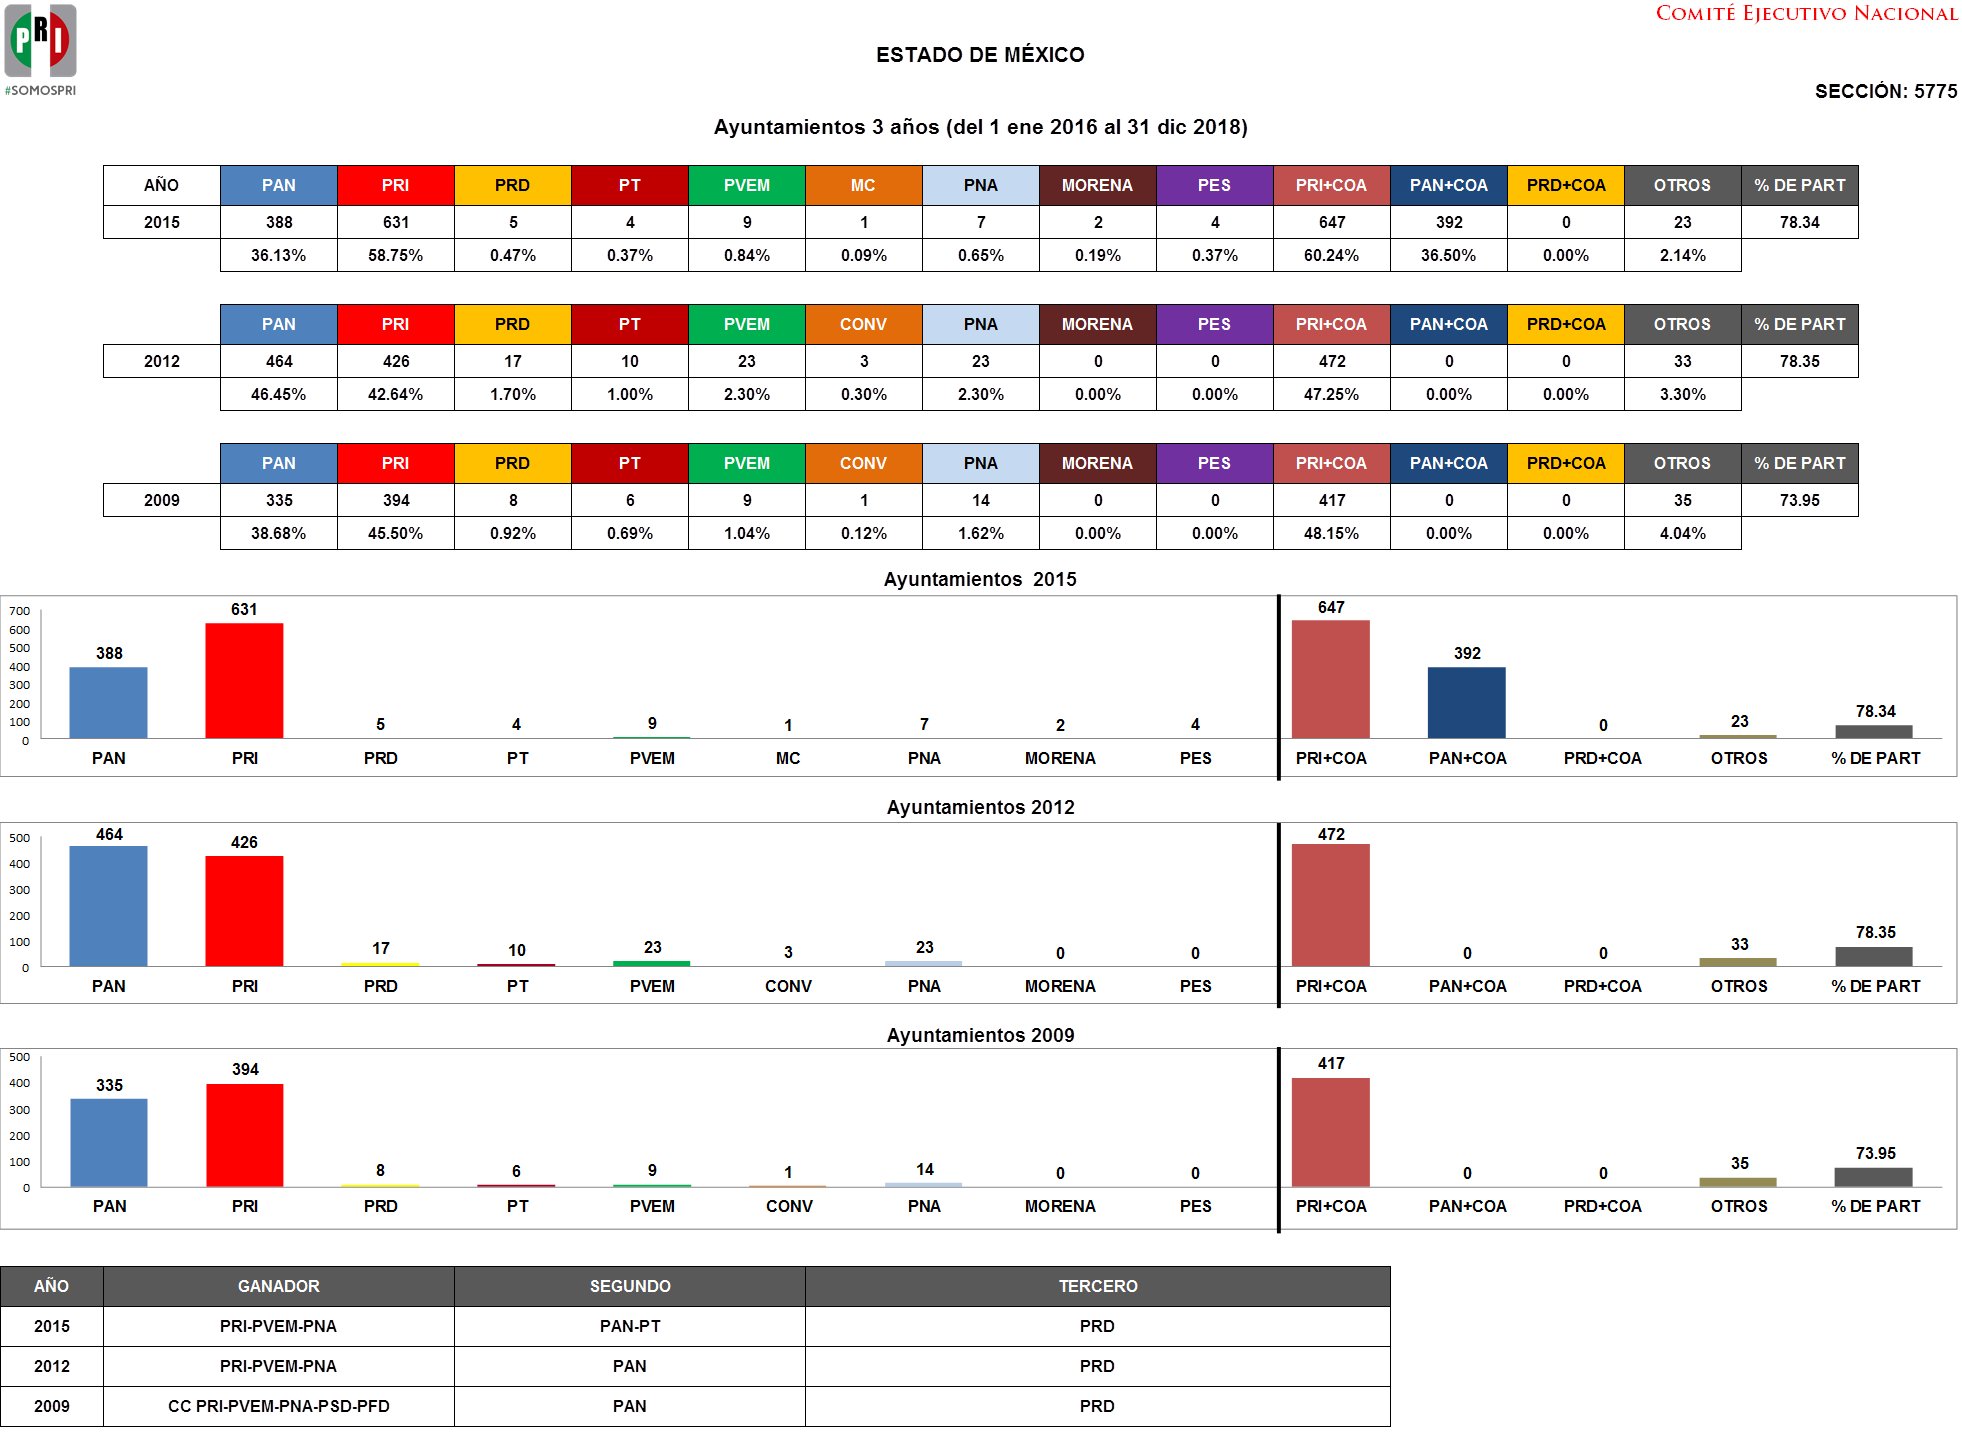 PRI
#SOMOSPRI
COMITÉ EJECUTIVO NACIONAL
ESTADO DE MÉXICO
SECCIÓN: 5775
Ayuntamientos 3 años (del 1 ene 2016 al 31 dic 2018)
AÑO PAN PRI PRD PT PVEM MC PNA MORENA PES PRI+COA PAN+COA PRD+COA OTROS % DE PART
2015 388 631 5 4 9 1 7 2 4 647 392 0 23 78.34
36.13% 58.75% 0.47% 0.37% 0.84% 0.09% 0.65% 0.19% 0.37% 60.24% 36.50% 0.00% 2.14%
PAN PRI PRD PT PVEM CONV PNA MORENA PES PRI+COA PAN+COA PRD+COA OTROS % DE PART
2012 464 426 17 10 23 3 23 0 0 472 0 0 33 78.35
46.45% 42.64% 1.70% 1.00% 2.30% 0.30% 2.30% 0.00% 0.00% 47.25% 0.00% 0.00% 3.30%
PAN PRI PRD PT PVEM CONV PNA MORENA PES PRI+COA PAN+COA PRD+COA OTROS % DE PART
2009 335 394 8 6 9 1 14 0 0 417 0 0 35 73.95
38.68% 45.50% 0.92% 0.69% 1.04% 0.12% 1.62% 0.00% 0.00% 48.15% 0.00% 0.00% 4.04%
Ayuntamientos 2015
700
600
500
400
300
200
100
0
388 631 5 4 9 1 7 2 4 647 392 0 23 78.34
PAN PRI PRD PT PVEM MC PNA MORENA PES PRI+COA PAN+COA PRD+COA OTROS % DE PART
Ayuntamientos 2012
500
400
300
200
100
0
464 426 17 10 23 3 23 0 0 472 0 0 33 78.35
PAN PRI PRD PT PVEM CONV PNA MORENA PES PRI+COA PAN+COA PRD+COA OTROS % DE PART
Ayuntamientos 2009
500
400
300
200
100
0
335 394 8 6 9 1 14 0 0 417 0 0 35 73.95
PAN PRI PRD PT PVEM CONV PNA MORENA PES PRI+COA PAN+COA PRD+COA OTROS % DE PART
AÑO GANADOR SEGUNDO TERCERO
2015 PRI-PVEM-PNA PAN-PT PRD
2012 PRI-PVEM-PNA PAN PRD
2009 CC PRI-PVEM-PNA-PSD-PFD PAN PRD